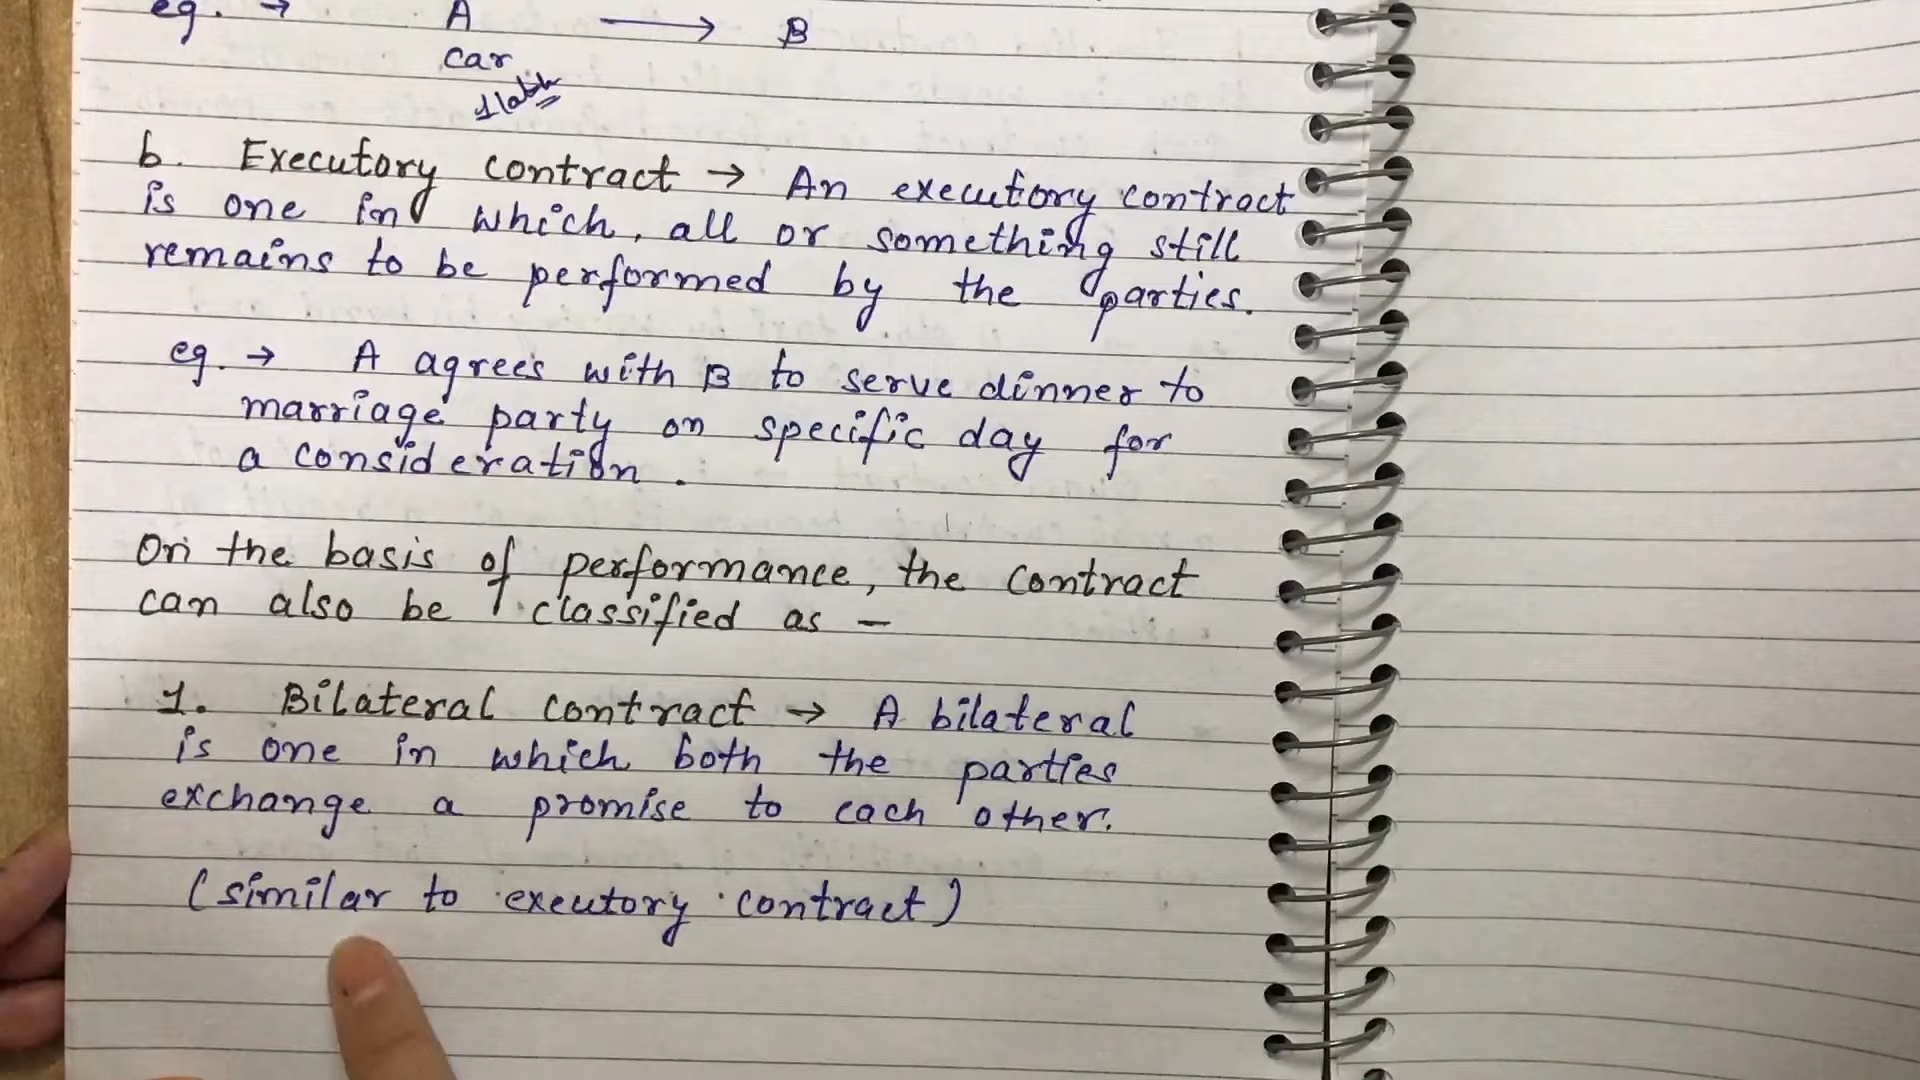 eg. → A → B
car
1 lakh
b. Executory contract → An executory contract
is one in which, all or something still
remains to be performed by the parties.
eg. → A agrees with B to serve dinner to
marriage party on specific day for
a consideration.
On the basis of performance, the contract
can also be classified as –
1. Bilateral contract → A bilateral
is one in which both the parties
exchange a promise to each other.
(similar to executory contract)